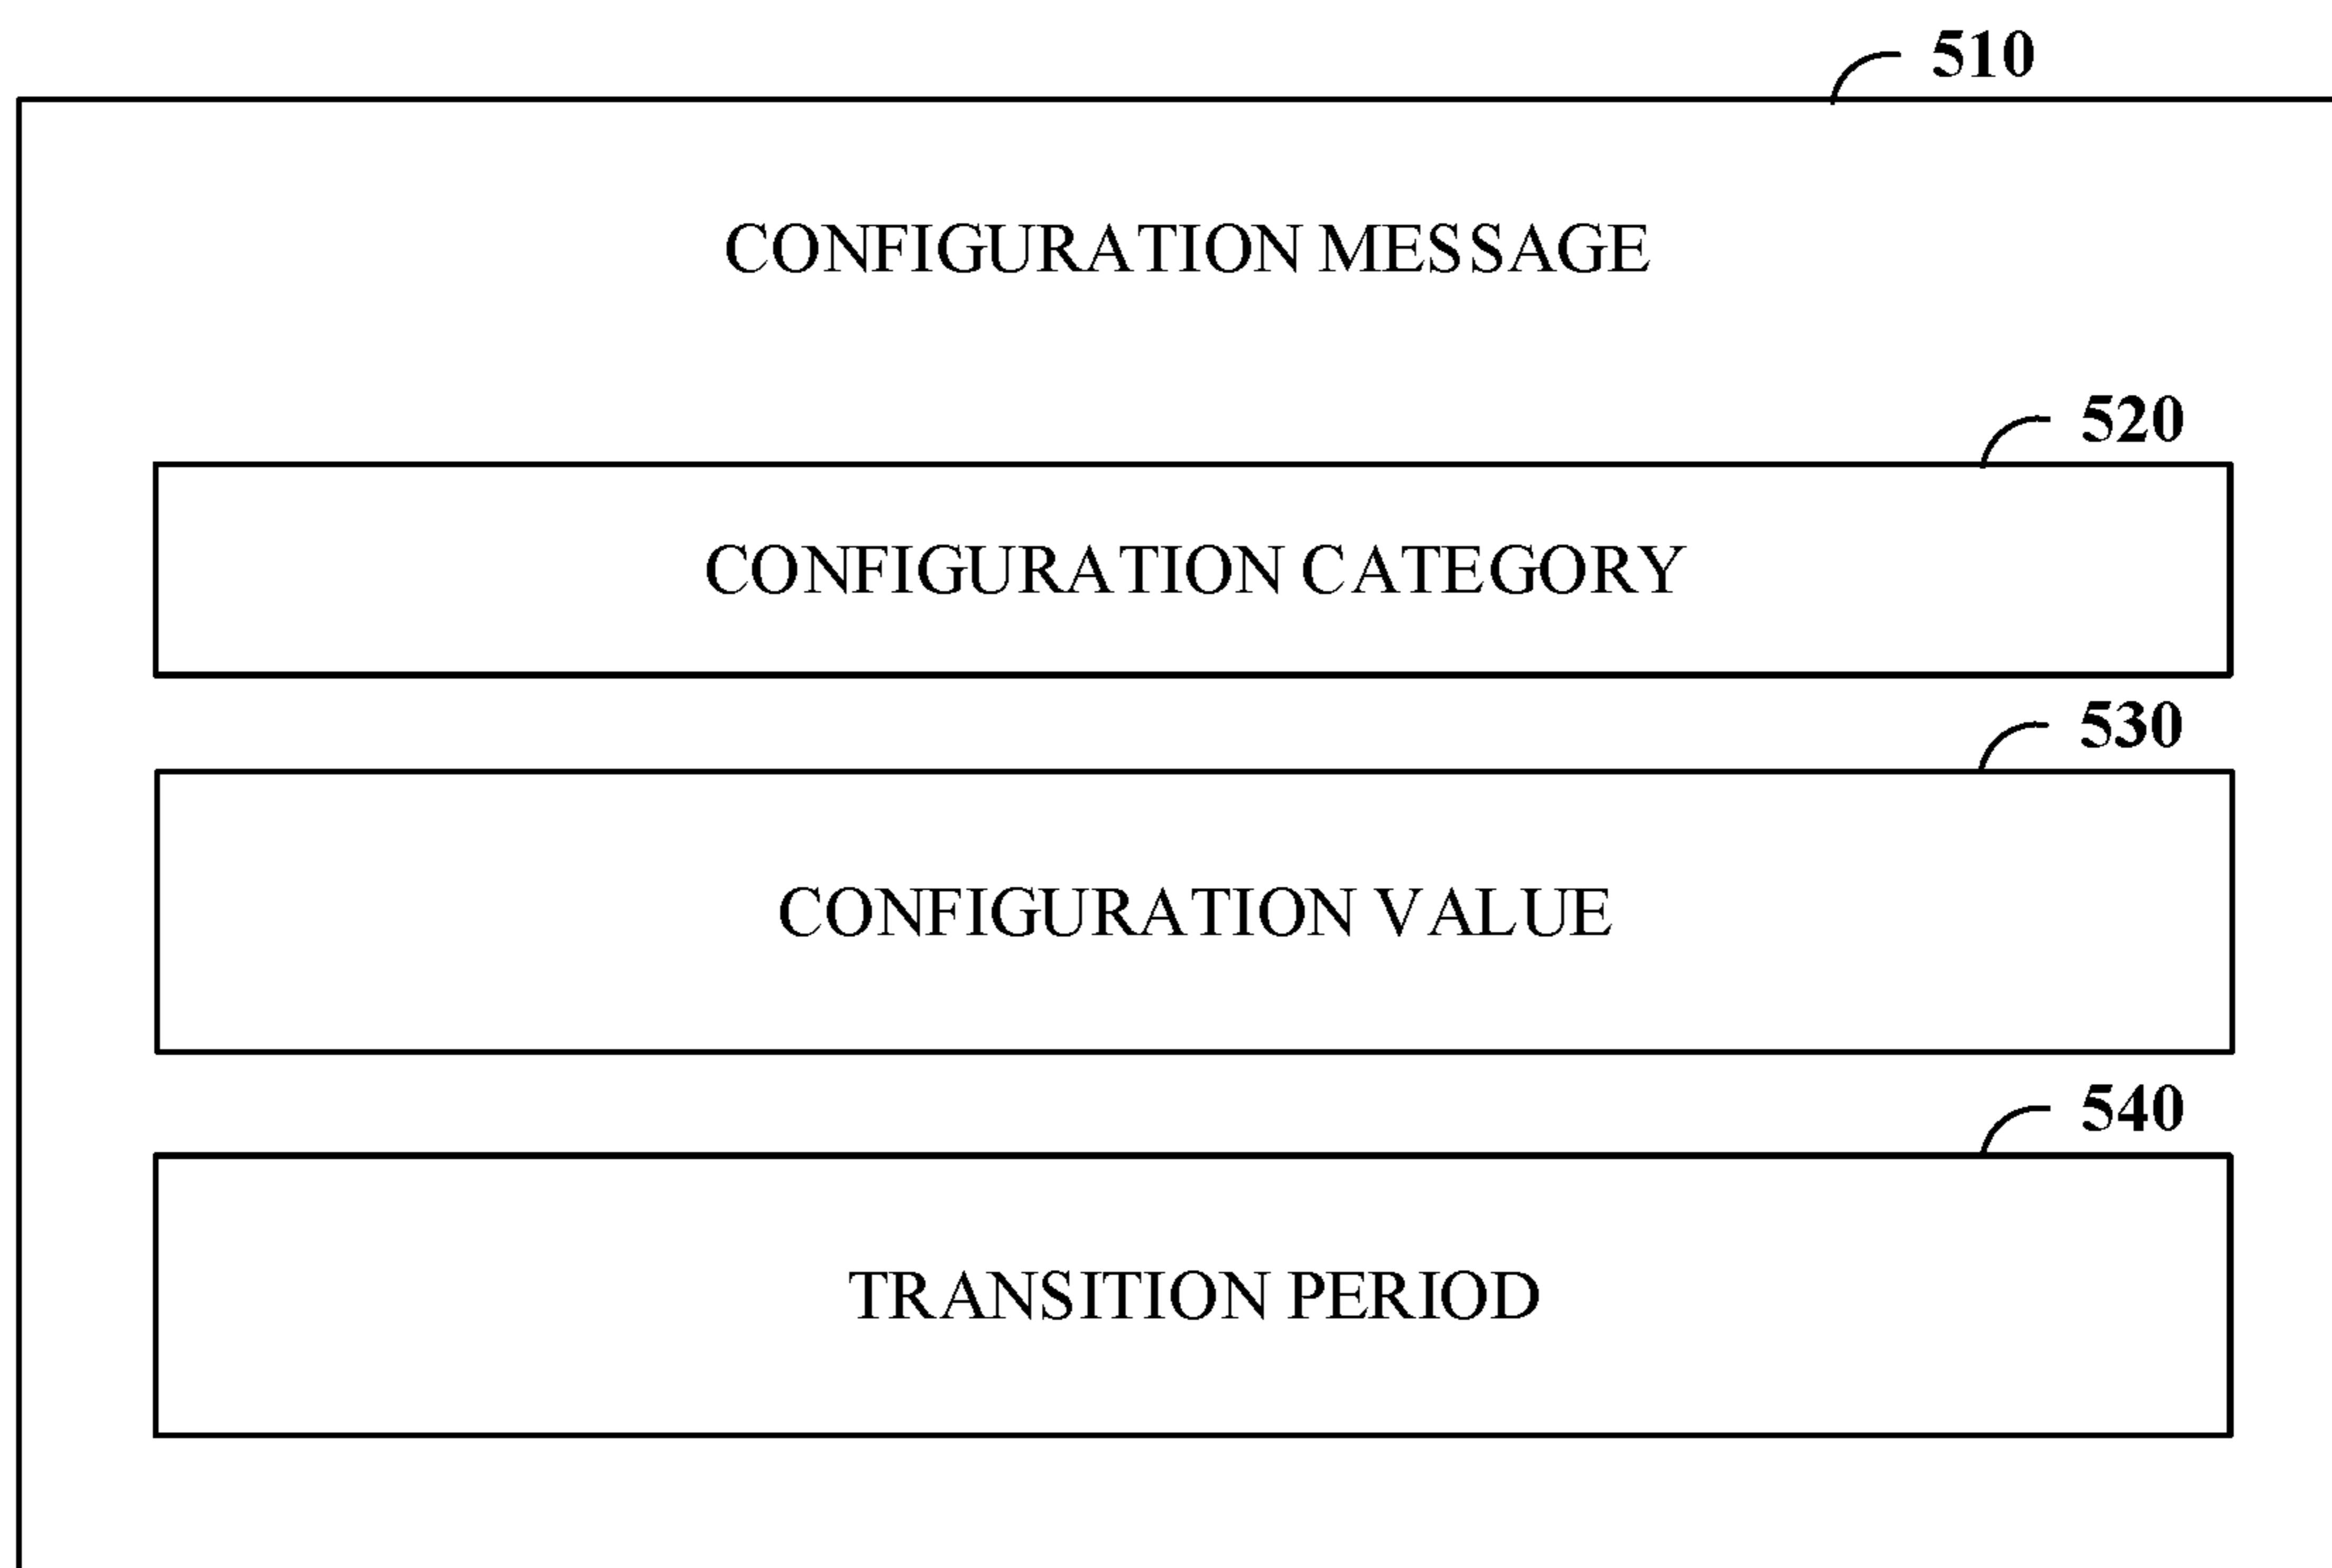 510
CONFIGURATION MESSAGE
520
CONFIGURATION CATEGORY
530
CONFIGURATION VALUE
540
TRANSITION PERIOD